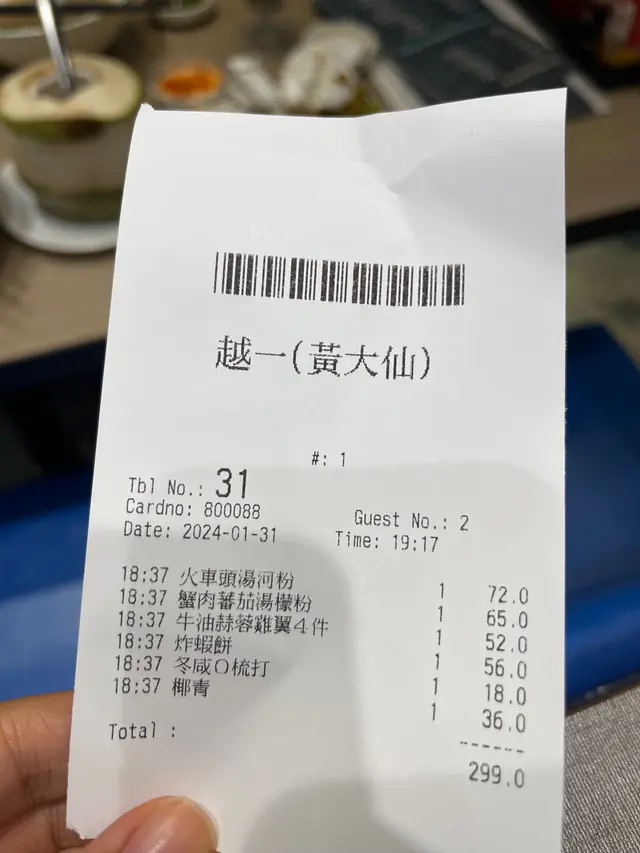 越一(黃大仙)
#: 1
Tbl No.: 31
Cardno: 800088 Guest No.: 2
Date: 2024-01-31 Time: 19:17
18:37 火車頭湯河粉 1 72.0
18:37 蟹肉蕃茄湯檬粉 1 65.0
18:37 牛油蒜蓉雞翼4件 1 52.0
18:37 炸蝦餅 1 56.0
18:37 冬咸O梳打 1 18.0
18:37 椰青 1 36.0
Total :
------
299.0